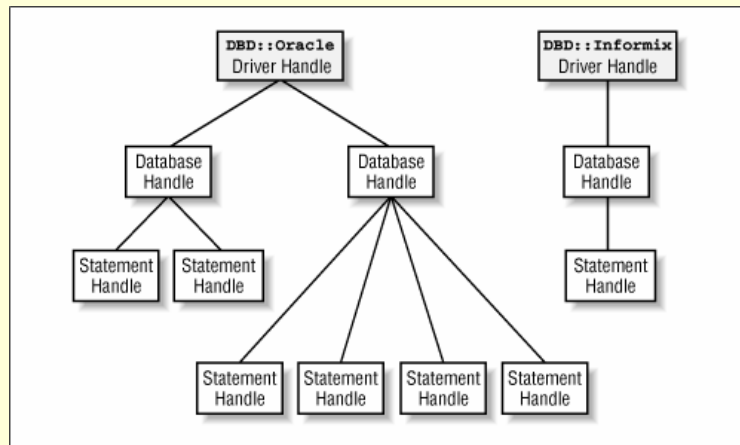 DBD::Oracle
Driver Handle
DBD::Informix
Driver Handle
Database
Handle
Database
Handle
Database
Handle
Statement
Handle
Statement
Handle
Statement
Handle
Statement
Handle
Statement
Handle
Statement
Handle
Statement
Handle